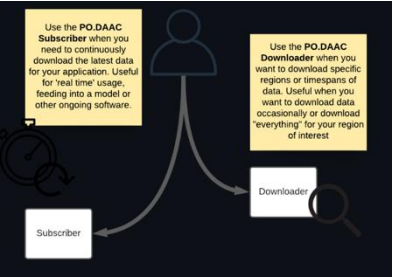 Use the PO.DAAC
Subscriber when you
need to continuously
download the latest data
for your application. Useful
for 'real time' usage,
feeding into a model or
other ongoing software.
Use the PO.DAAC
Downloader when you
want to download specific
regions or timespans of
data. Useful when you
want to download data
occasionally or download
"everything" for your region
of interest
Downloader
Subscriber